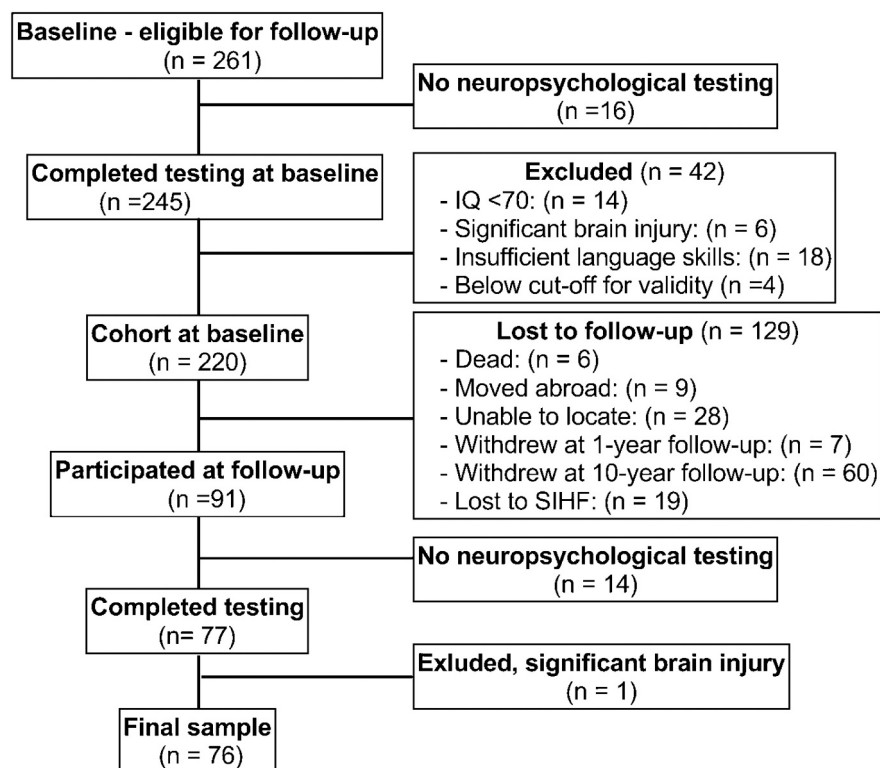 Baseline - eligible for follow-up
(n = 261)
No neuropsychological testing
(n =16)
Completed testing at baseline
(n =245)
Excluded (n = 42)
- IQ <70: (n = 14)
- Significant brain injury: (n = 6)
- Insufficient language skills: (n = 18)
- Below cut-off for validity (n =4)
Cohort at baseline
(n = 220)
Lost to follow-up (n = 129)
- Dead: (n = 6)
- Moved abroad: (n = 9)
- Unable to locate: (n = 28)
- Withdrew at 1-year follow-up: (n = 7)
- Withdrew at 10-year follow-up: (n = 60)
- Lost to SIHF: (n = 19)
Participated at follow-up
(n =91)
No neuropsychological testing
(n = 14)
Completed testing
(n= 77)
Exluded, significant brain injury
(n = 1)
Final sample
(n = 76)